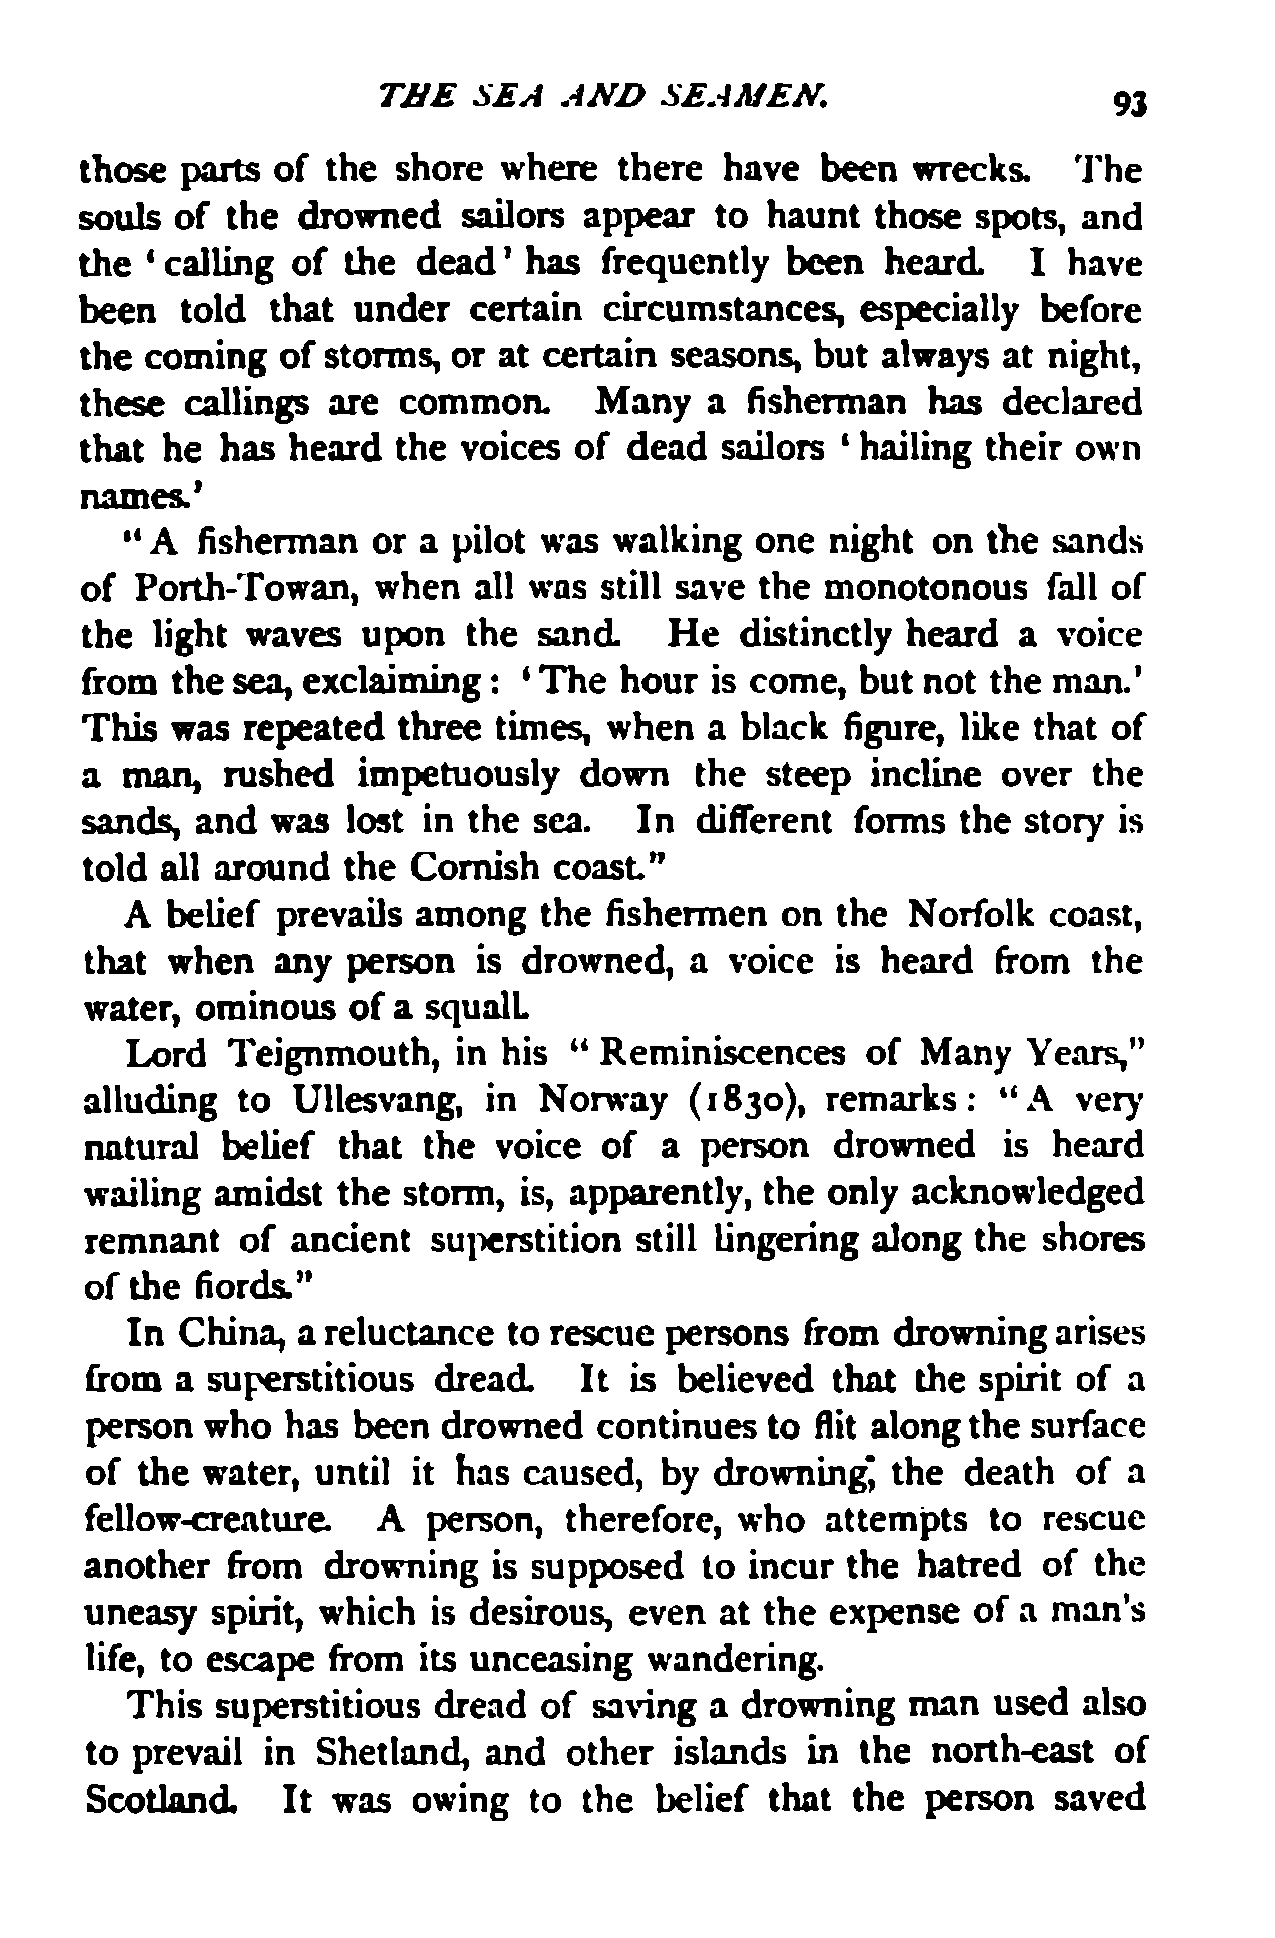 THE SEA AND SEAMEN. 93
those parts of the shore where there have been wrecks. The
souls of the drowned sailors appear to haunt those spots, and
the ‘calling of the dead’ has frequently been heard. I have
been told that under certain circumstances, especially before
the coming of storms, or at certain seasons, but always at night,
these callings are common. Many a fisherman has declared
that he has heard the voices of dead sailors ‘hailing their own
names.’
“A fisherman or a pilot was walking one night on the sands
of Porth-Towan, when all was still save the monotonous fall of
the light waves upon the sand. He distinctly heard a voice
from the sea, exclaiming: ‘The hour is come, but not the man.’
This was repeated three times, when a black figure, like that of
a man, rushed impetuously down the steep incline over the
sands, and was lost in the sea. In different forms the story is
told all around the Cornish coast.”
A belief prevails among the fishermen on the Norfolk coast,
that when any person is drowned, a voice is heard from the
water, ominous of a squall.
Lord Teignmouth, in his “Reminiscences of Many Years,”
alluding to Ullesvang, in Norway (1830), remarks: “A very
natural belief that the voice of a person drowned is heard
wailing amidst the storm, is, apparently, the only acknowledged
remnant of ancient superstition still lingering along the shores
of the fiords.”
In China, a reluctance to rescue persons from drowning arises
from a superstitious dread. It is believed that the spirit of a
person who has been drowned continues to flit along the surface
of the water, until it has caused, by drowning, the death of a
fellow-creature. A person, therefore, who attempts to rescue
another from drowning is supposed to incur the hatred of the
uneasy spirit, which is desirous, even at the expense of a man's
life, to escape from its unceasing wandering.
This superstitious dread of saving a drowning man used also
to prevail in Shetland, and other islands in the north-east of
Scotland. It was owing to the belief that the person saved